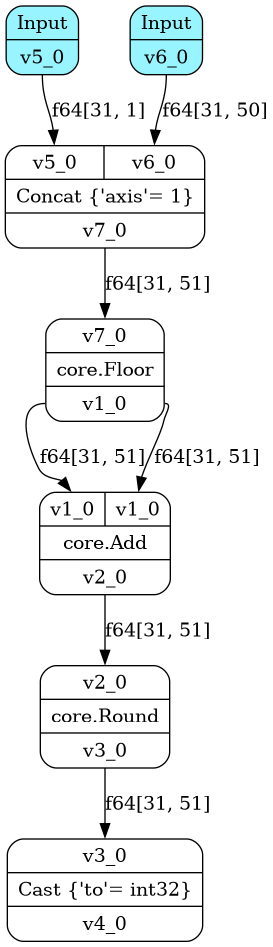 Input
v5_0
Input
v6_0
f64[31, 1]
f64[31, 50]
v5_0
v6_0
Concat {'axis'= 1}
v7_0
f64[31, 51]
v7_0
core.Floor
v1_0
f64[31, 51]
f64[31, 51]
v1_0
v1_0
core.Add
v2_0
f64[31, 51]
v2_0
core.Round
v3_0
f64[31, 51]
v3_0
Cast {'to'= int32}
v4_0